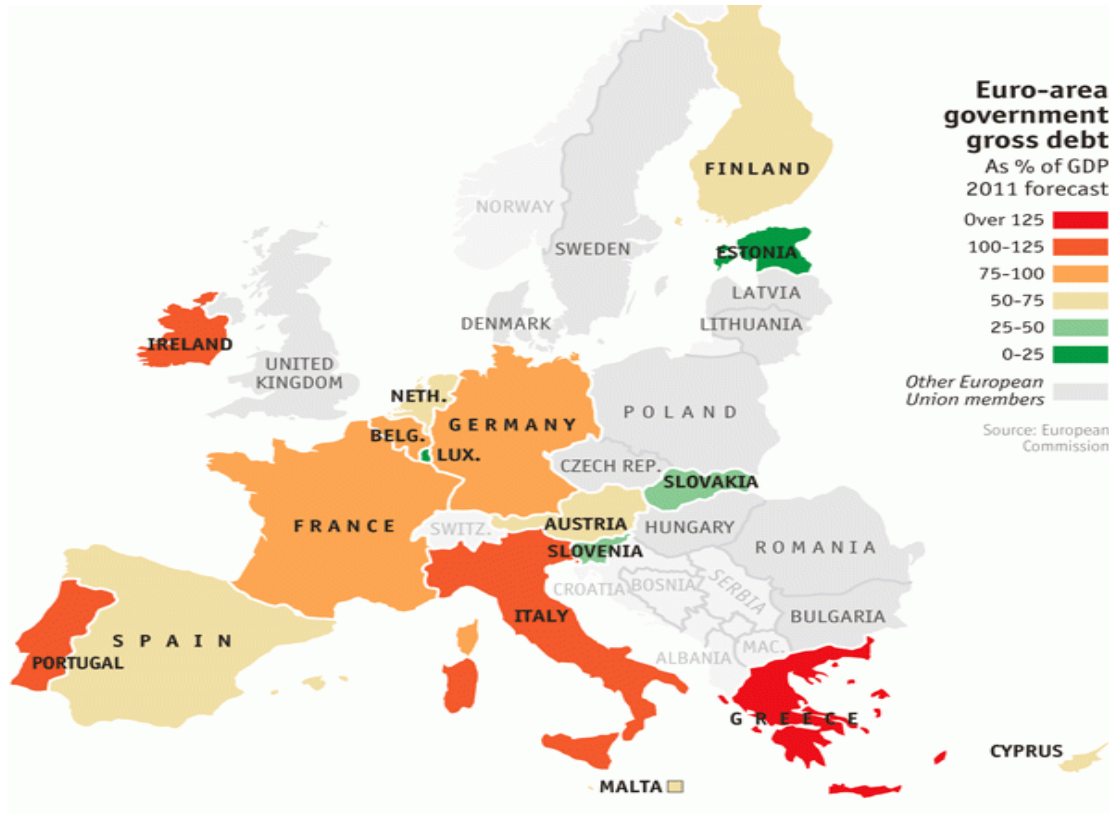 Euro-area
government
gross debt
As % of GDP
2011 forecast
Over 125
100-125
75-100
50-75
25-50
0-25
Other European
Union members
Source: European
Commission
FINLAND
NORWAY
SWEDEN
ESTONIA
LATVIA
LITHUANIA
DENMARK
IRELAND
UNITED
KINGDOM
NETH.
BELG.
GERMANY
POLAND
LUX.
CZECH REP.
SLOVAKIA
FRANCE
SWITZ.
AUSTRIA
HUNGARY
SLOVENIA
ROMANIA
CROATIA
BOSNIA
SERBIA
ITALY
BULGARIA
SPAIN
PORTUGAL
ALBANIA
MAC.
GREECE
CYPRUS
MALTA